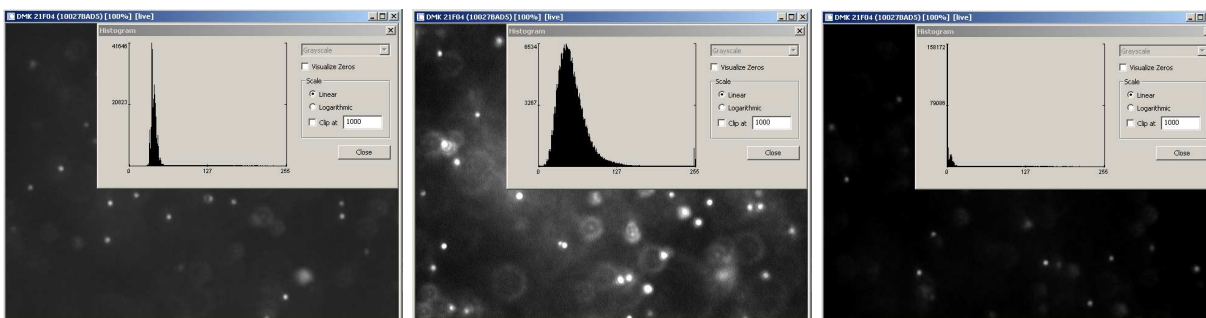 DMK 21F04 (10027BAD5) [100%] [live]
Histogram
41646
20823
0
127
255
Grayscale
Visualize Zeros
Scale
Linear
Logarithmic
Clip at 1000
Close
DMK 21F04 (10027BAD5) [100%] [live]
Histogram
6534
3267
0
127
255
Grayscale
Visualize Zeros
Scale
Linear
Logarithmic
Clip at 1000
Close
DMK 21F04 (10027BAD5) [100%] [live]
Histogram
158172
79086
0
127
255
Grayscale
Visualize Zeros
Scale
Linear
Logarithmic
Clip at 1000
Close